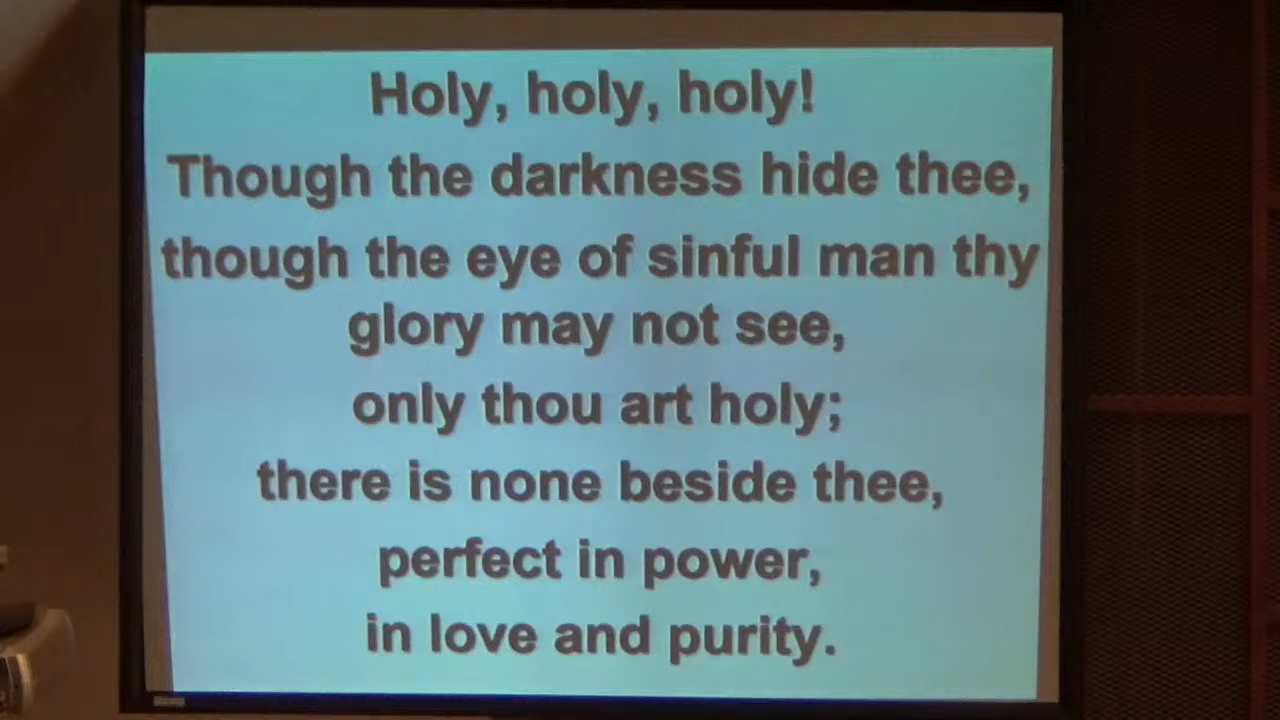 Holy, holy, holy!
Though the darkness hide thee,
though the eye of sinful man thy
glory may not see,
only thou art holy;
there is none beside thee,
perfect in power,
in love and purity.